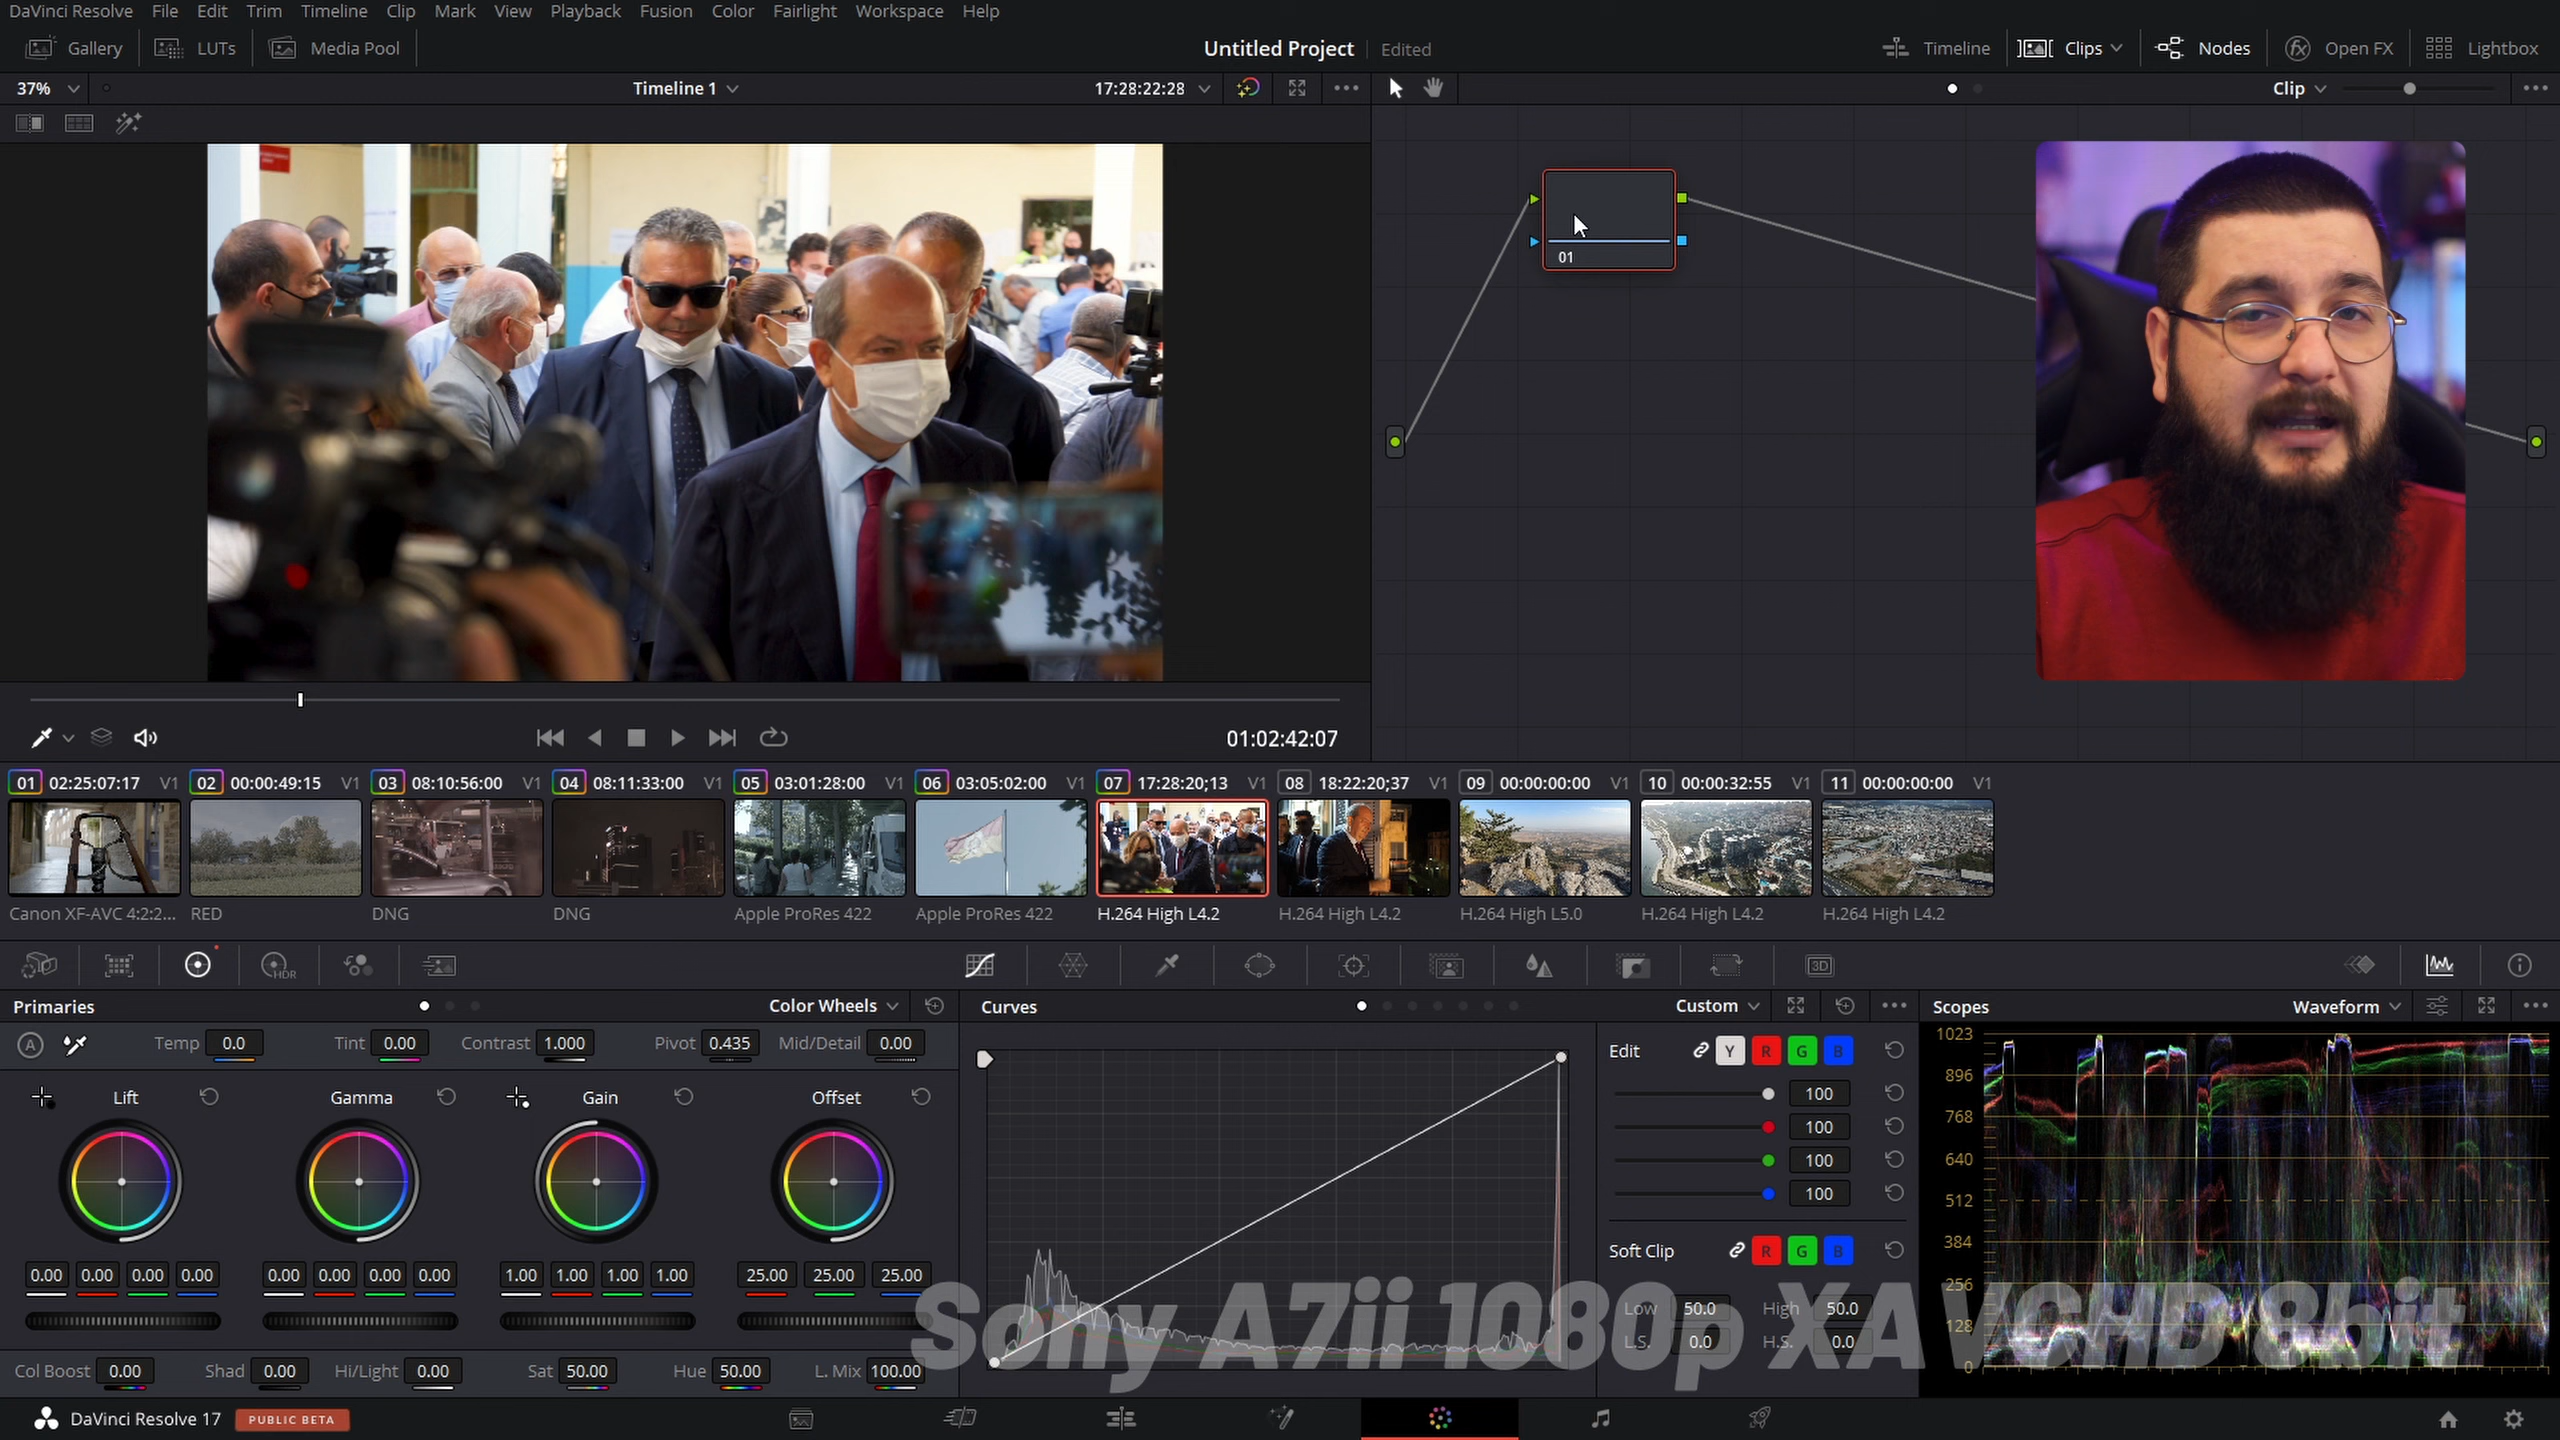 DaVinci Resolve File Edit Trim Timeline Clip Mark View Playback Fusion Color Fairlight Workspace Help
Gallery LUTs Media Pool Untitled Project Edited Timeline Clips Nodes Open FX Lightbox
37% Timeline 1 17:28:22:28 Clip
01
01:02:42:07
01 02:25:07:17 V1 02 00:00:49:15 V1 03 08:10:56:00 V1 04 08:11:33:00 V1 05 03:01:28:00 V1 06 03:05:02:00 V1 07 17:28:20;13 V1 08 18:22:20;37 V1 09 00:00:00:00 V1 10 00:00:32:55 V1 11 00:00:00:00 V1
Canon XF-AVC 4:2:2... RED DNG DNG Apple ProRes 422 Apple ProRes 422 H.264 High L4.2 H.264 High L4.2 H.264 High L5.0 H.264 High L4.2 H.264 High L4.2
HDR 3D
Primaries Color Wheels Curves Custom Scopes Waveform
A Temp 0.0 Tint 0.00 Contrast 1.000 Pivot 0.435 Mid/Detail 0.00
Lift Gamma Gain Offset
0.00 0.00 0.00 0.00 0.00 0.00 0.00 0.00 1.00 1.00 1.00 1.00 25.00 25.00 25.00
Col Boost 0.00 Shad 0.00 Hi/Light 0.00 Sat 50.00 Hue 50.00 L. Mix 100.00
Edit Y R G B
100
100
100
100
Soft Clip R G B
Low 50.0 High 50.0
L.S. 0.0 H.S. 0.0
1023
896
768
640
512
384
256
128
0
Sony A7ii 1080p XAVCHD 8bit
DaVinci Resolve 17 PUBLIC BETA